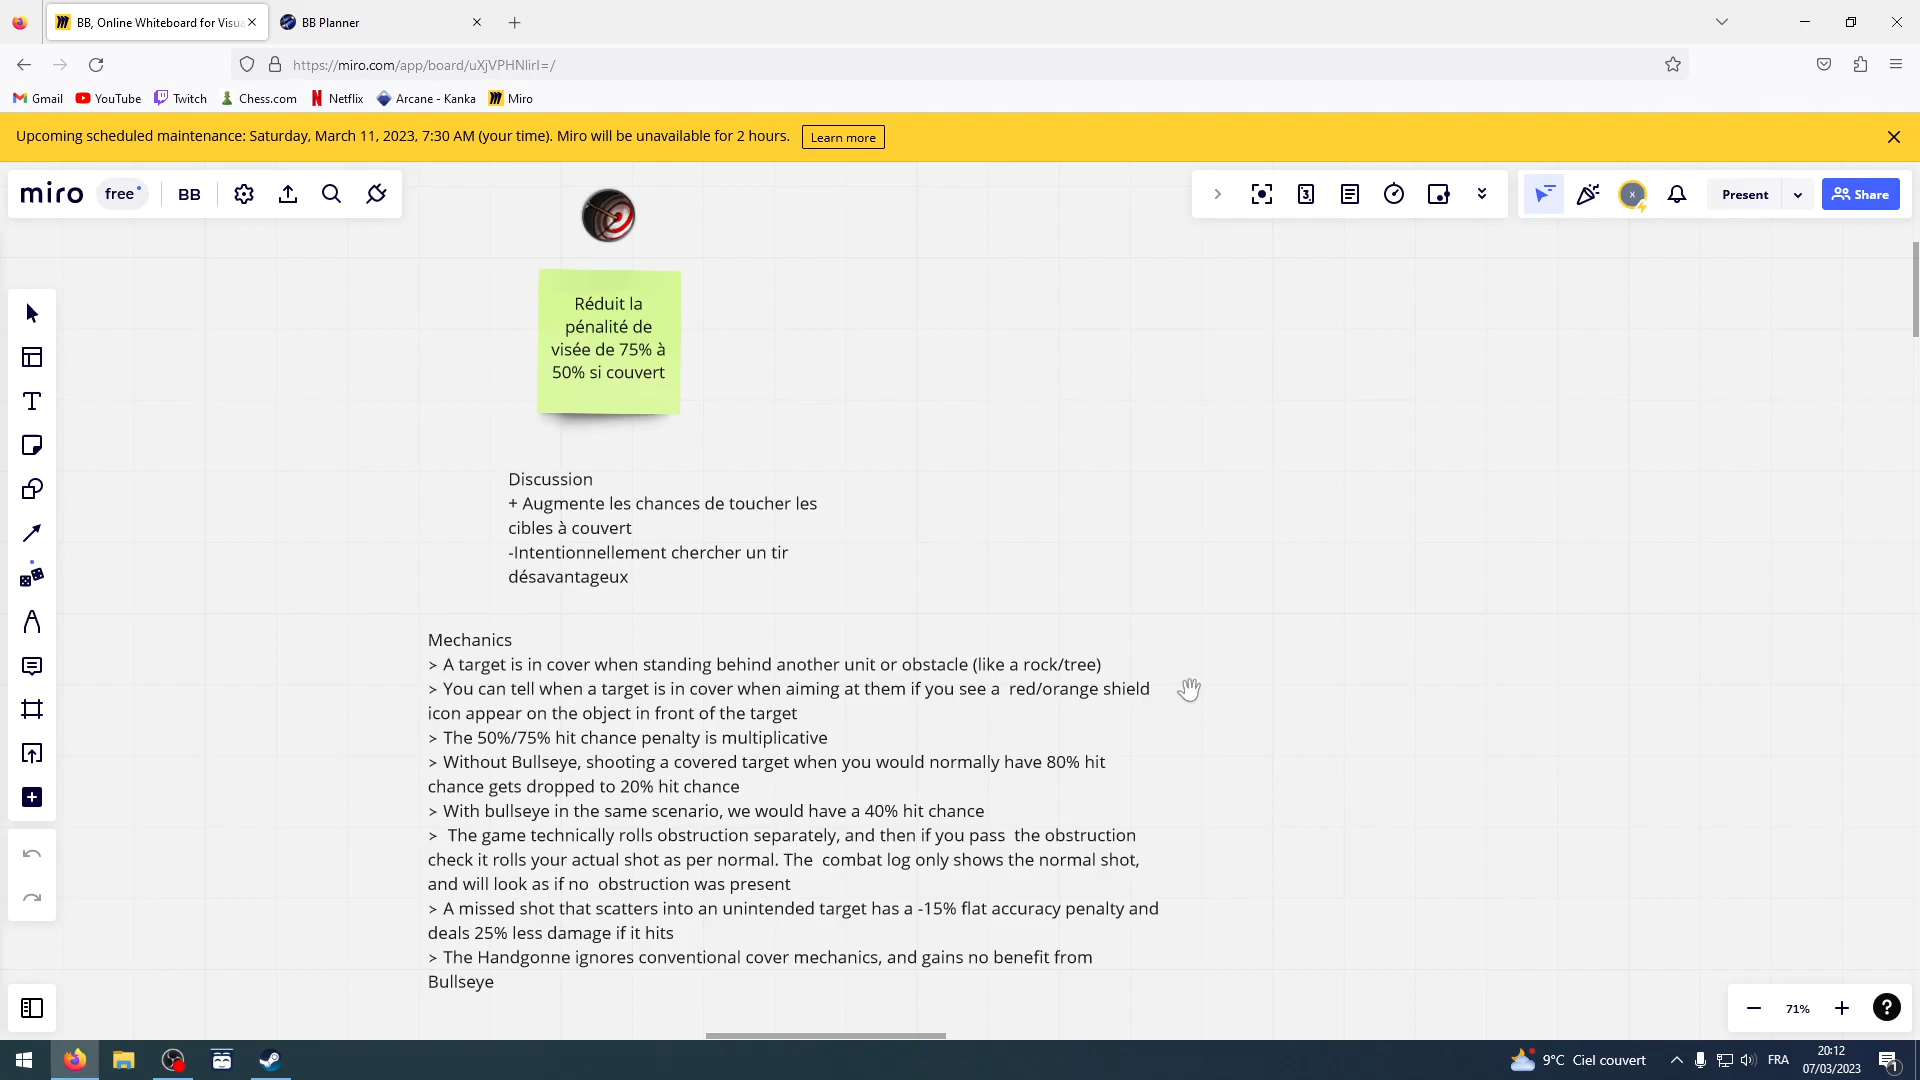 BB, Online Whiteboard for Visua
BB Planner
https://miro.com/app/board/uXjVPHNlirI=/
Gmail
YouTube
Twitch
Chess.com
Netflix
Arcane - Kanka
Miro
Upcoming scheduled maintenance: Saturday, March 11, 2023, 7:30 AM (your time). Miro will be unavailable for 2 hours.
Learn more
miro
free
BB
Present
Share
Réduit la
pénalité de
visée de 75% à
50% si couvert
Discussion
+ Augmente les chances de toucher les
cibles à couvert
-Intentionnellement chercher un tir
désavantageux
Mechanics
> A target is in cover when standing behind another unit or obstacle (like a rock/tree)
> You can tell when a target is in cover when aiming at them if you see a red/orange shield
icon appear on the object in front of the target
> The 50%/75% hit chance penalty is multiplicative
> Without Bullseye, shooting a covered target when you would normally have 80% hit
chance gets dropped to 20% hit chance
> With bullseye in the same scenario, we would have a 40% hit chance
> The game technically rolls obstruction separately, and then if you pass the obstruction
check it rolls your actual shot as per normal. The combat log only shows the normal shot,
and will look as if no obstruction was present
> A missed shot that scatters into an unintended target has a -15% flat accuracy penalty and
deals 25% less damage if it hits
> The Handgonne ignores conventional cover mechanics, and gains no benefit from
Bullseye
71%
9°C Ciel couvert
FRA
20:12
07/03/2023